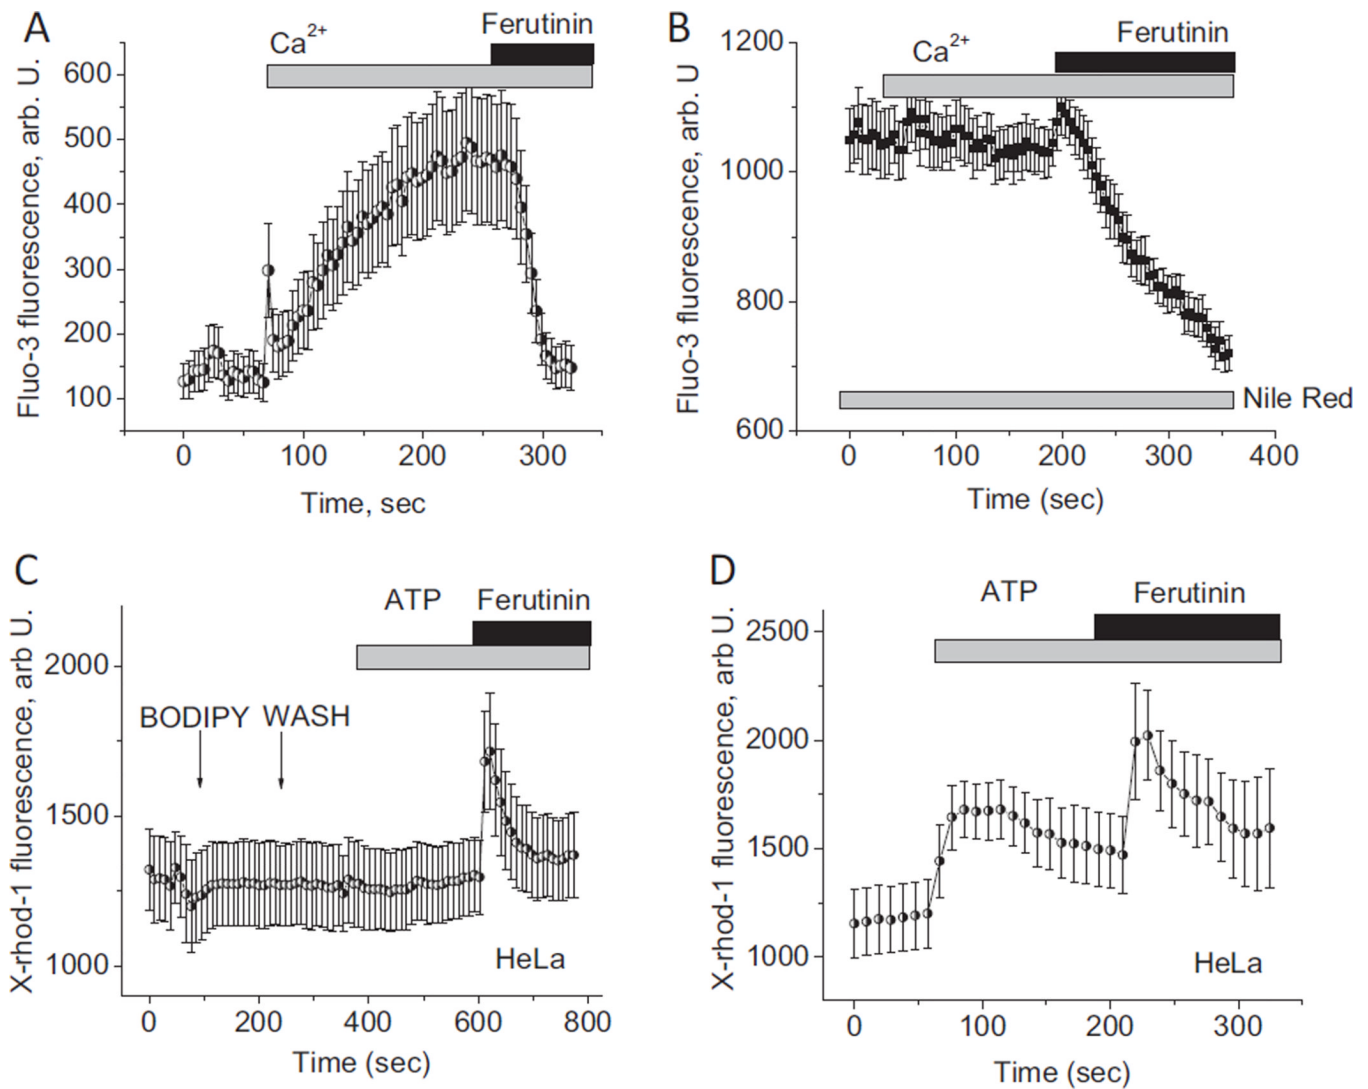 A
Ca2+
Ferutinin
Fluo-3 fluorescence, arb. U.
600
500
400
300
200
100
0
100
200
300
Time, sec
B
Ca2+
Ferutinin
Fluo-3 fluorescence, arb. U
1200
1000
800
600
Nile Red
0
100
200
300
400
Time (sec)
C
ATP
Ferutinin
X-rhod-1 fluorescence, arb U.
2000
1500
1000
BODIPY
WASH
HeLa
0
200
400
600
800
Time (sec)
D
ATP
Ferutinin
X-rhod-1 fluorescence, arb U.
2500
2000
1500
1000
HeLa
0
100
200
300
Time (sec)